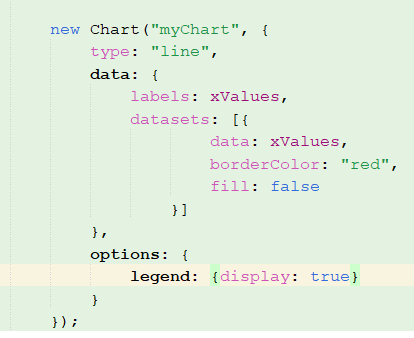 new Chart("myChart", {
type: "line",
data: {
labels: xValues,
datasets: [{
data: xValues,
borderColor: "red",
fill: false
}]
},
options: {
legend: {display: true}
}
});